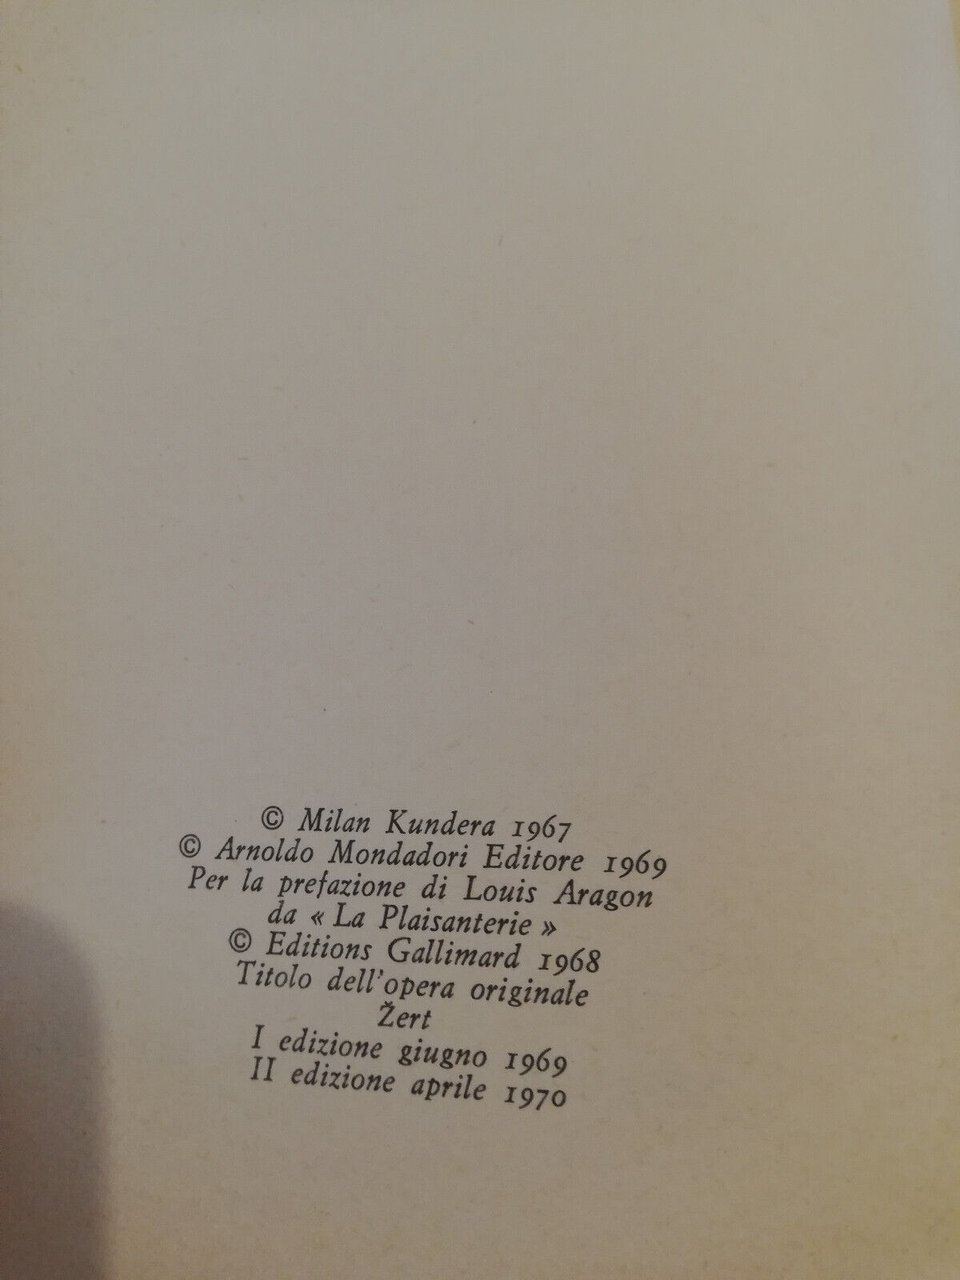 © Milan Kundera 1967
© Arnoldo Mondadori Editore 1969
Per la prefazione di Louis Aragon
da « La Plaisanterie »
© Editions Gallimard 1968
Titolo dell'opera originale
Žert
I edizione giugno 1969
II edizione aprile 1970